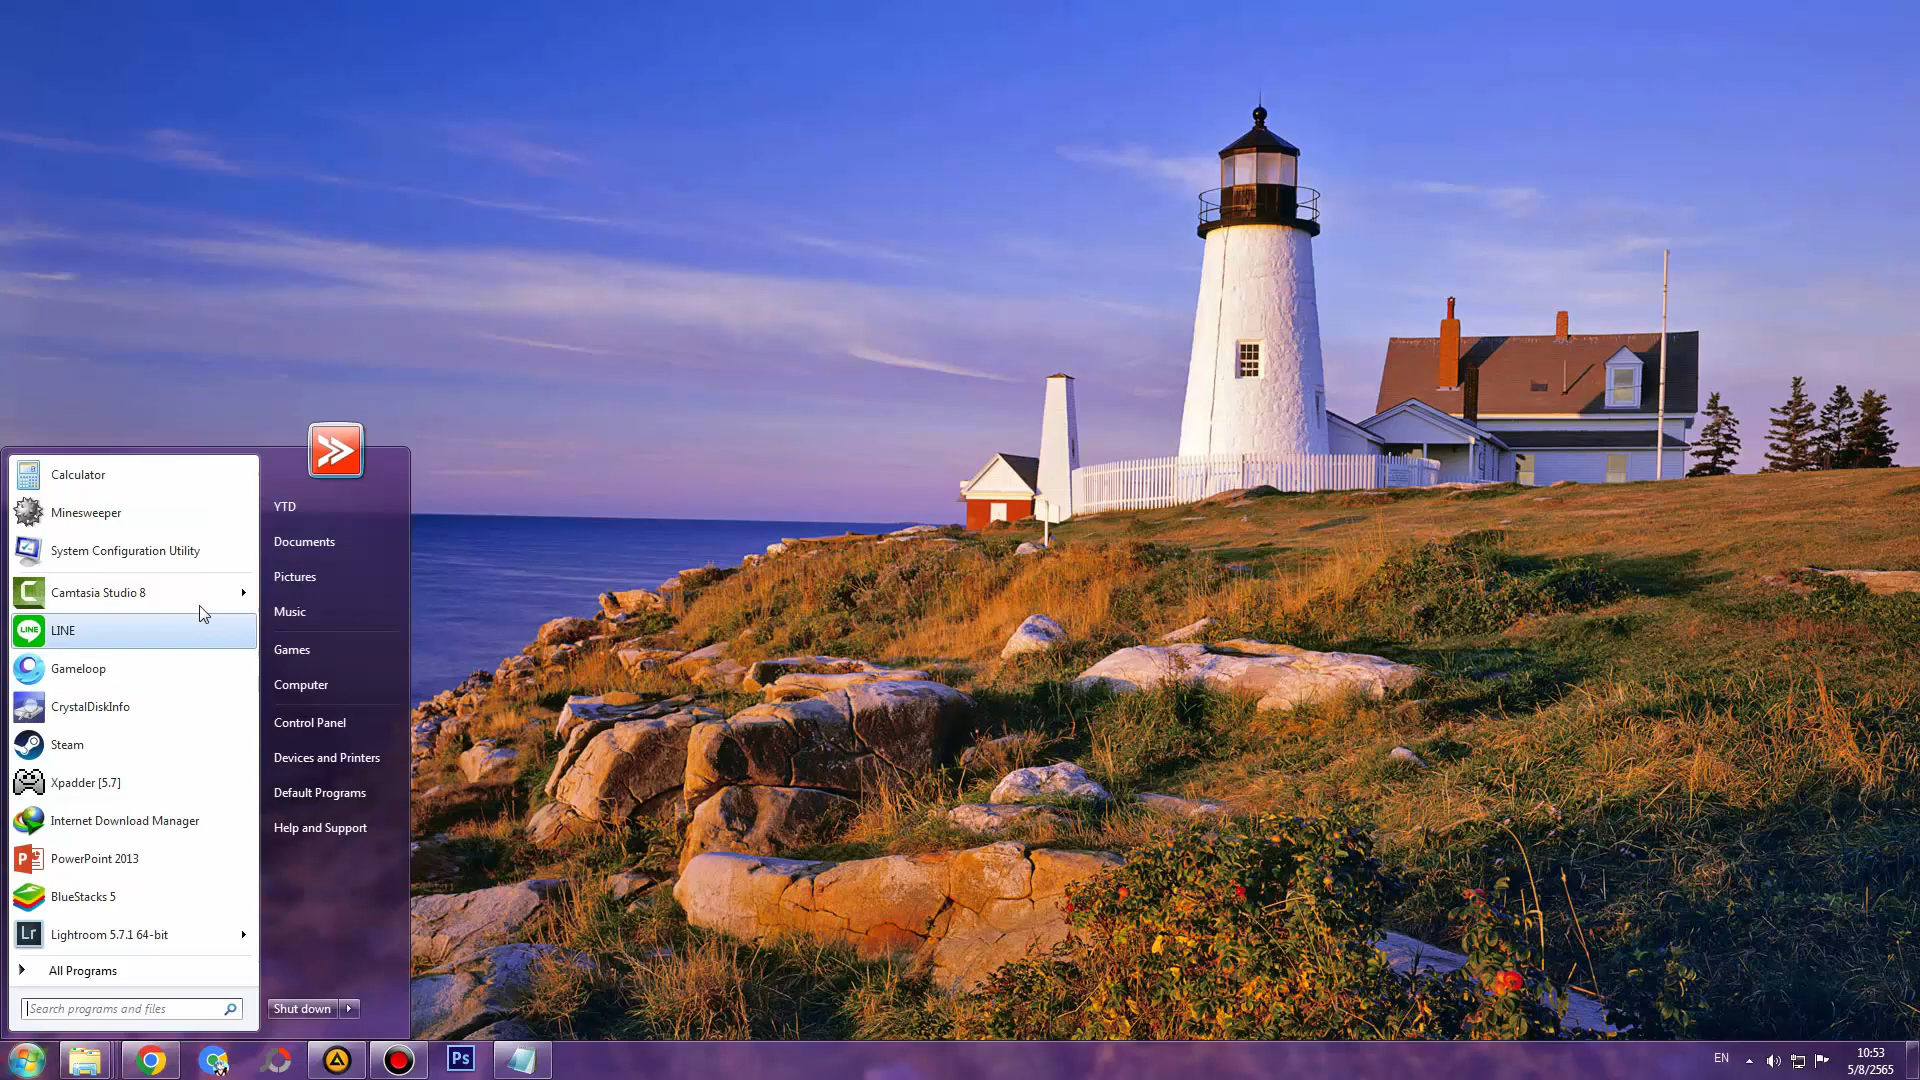 Calculator
Minesweeper
System Configuration Utility
Camtasia Studio 8
LINE
LINE
Gameloop
CrystalDiskInfo
Steam
Xpadder [5.7]
Internet Download Manager
PowerPoint 2013
BlueStacks 5
Lr
Lightroom 5.7.1 64-bit
All Programs
Search programs and files
YTD
Documents
Pictures
Music
Games
Computer
Control Panel
Devices and Printers
Default Programs
Help and Support
Shut down
Ps
EN
10:53
5/8/2565